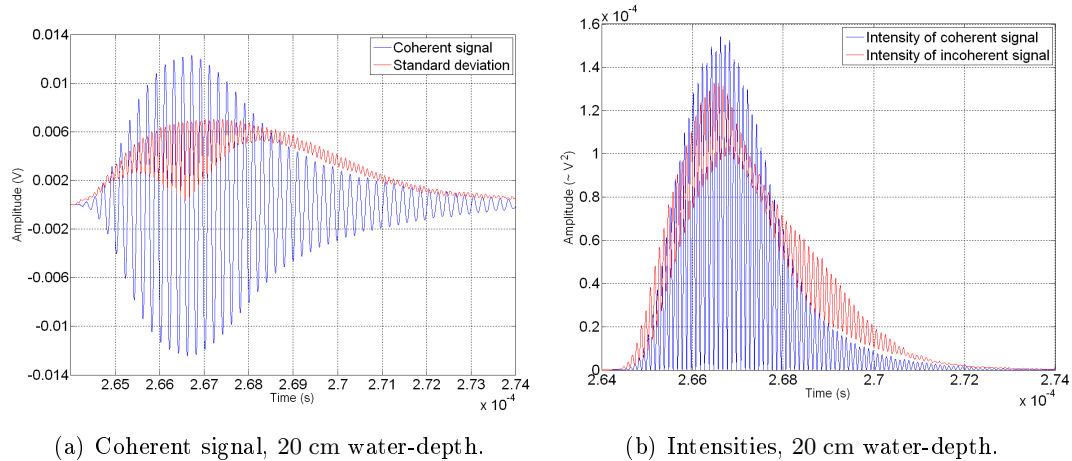 0.014
0.01
0.006
0.002
-0.002
-0.006
-0.01
-0.014
Amplitude (V)
Coherent signal
Standard deviation
2.65 2.66 2.67 2.68 2.69 2.7 2.71 2.72 2.73 2.74
Time (s)
x 10⁻⁴
(a) Coherent signal, 20 cm water-depth.
x 10⁻⁴
1.6
1.4
1.2
1
0.8
0.6
0.4
0.2
0
Amplitude (~ V²)
Intensity of coherent signal
Intensity of incoherent signal
2.64 2.66 2.68 2.7 2.72 2.74
Time (s)
x 10⁻⁴
(b) Intensities, 20 cm water-depth.